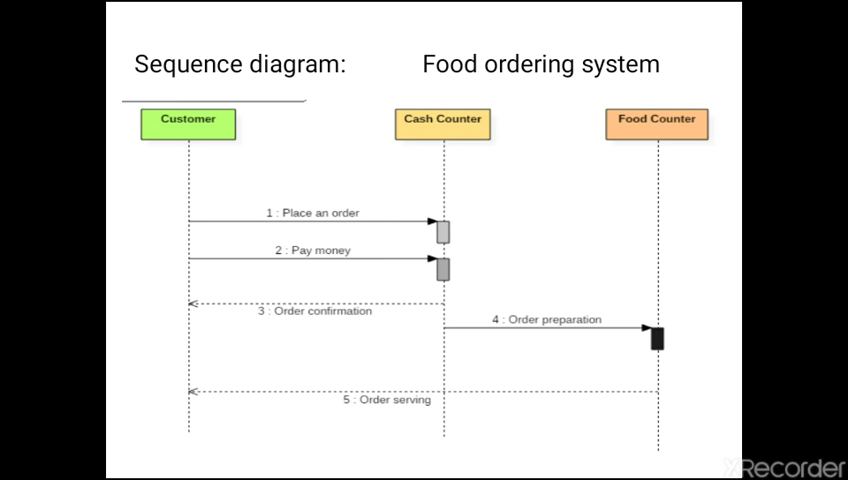 Sequence diagram: Food ordering system
Customer Cash Counter Food Counter
1 : Place an order
2 : Pay money
3 : Order confirmation
4 : Order preparation
5 : Order serving
XRecorder